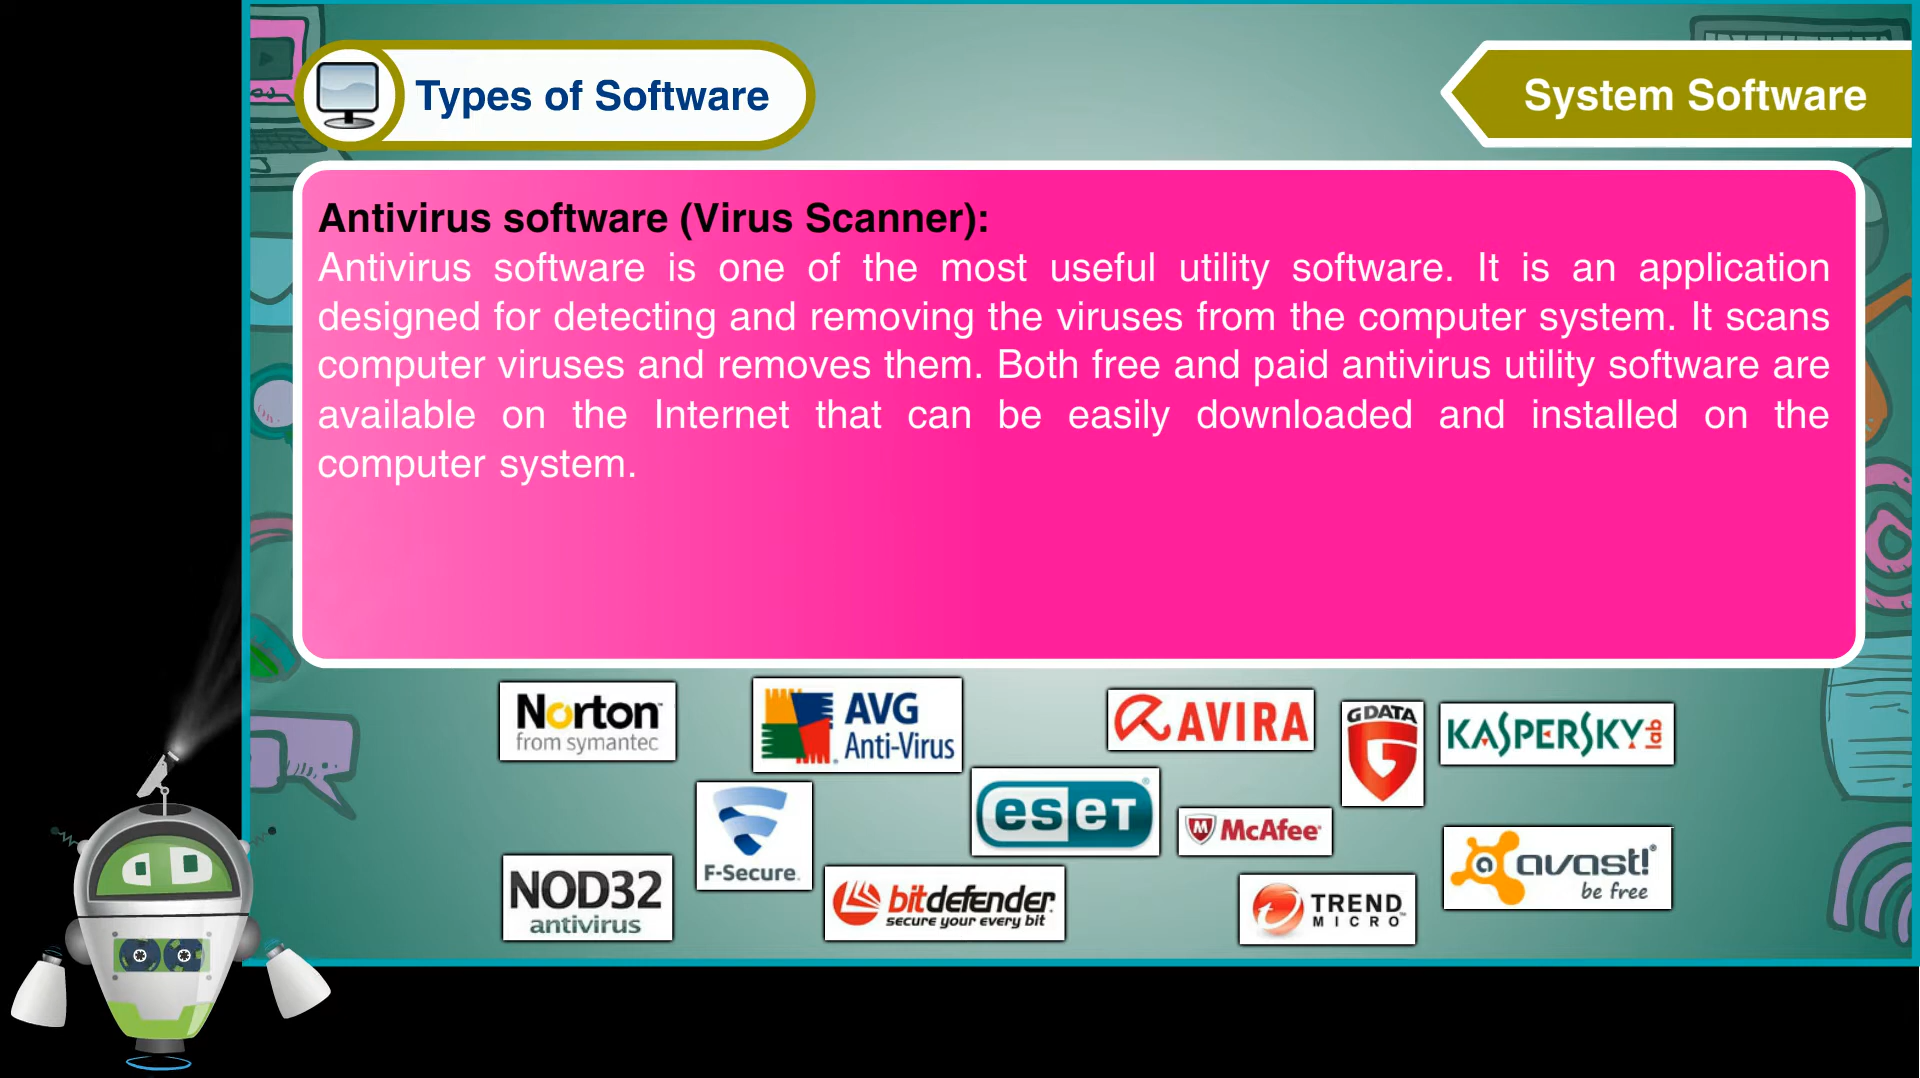 Types of Software
System Software
Antivirus software (Virus Scanner):
Antivirus software is one of the most useful utility software. It is an application
designed for detecting and removing the viruses from the computer system. It scans
computer viruses and removes them. Both free and paid antivirus utility software are
available on the Internet that can be easily downloaded and installed on the
computer system.
Norton
from symantec
AVG
Anti-Virus
AVIRA
G DATA
KASPERSKY lab
F-Secure
eseT
McAfee
avast!
be free
NOD32
antivirus
bitdefender
secure your every bit
TREND
MICRO